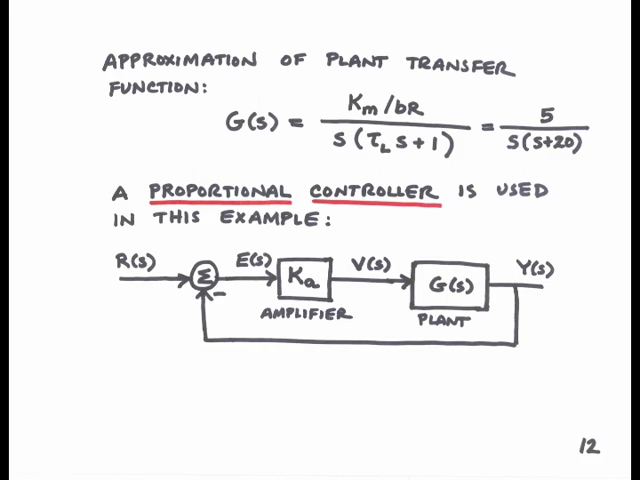 APPROXIMATION OF PLANT TRANSFER
FUNCTION:
G(s) = Km/bR / s(τL s+1) = 5 / s(s+20)
A PROPORTIONAL CONTROLLER IS USED
IN THIS EXAMPLE:
R(s) Σ E(s) Ka V(s) G(s) Y(s)
−
AMPLIFIER PLANT
12